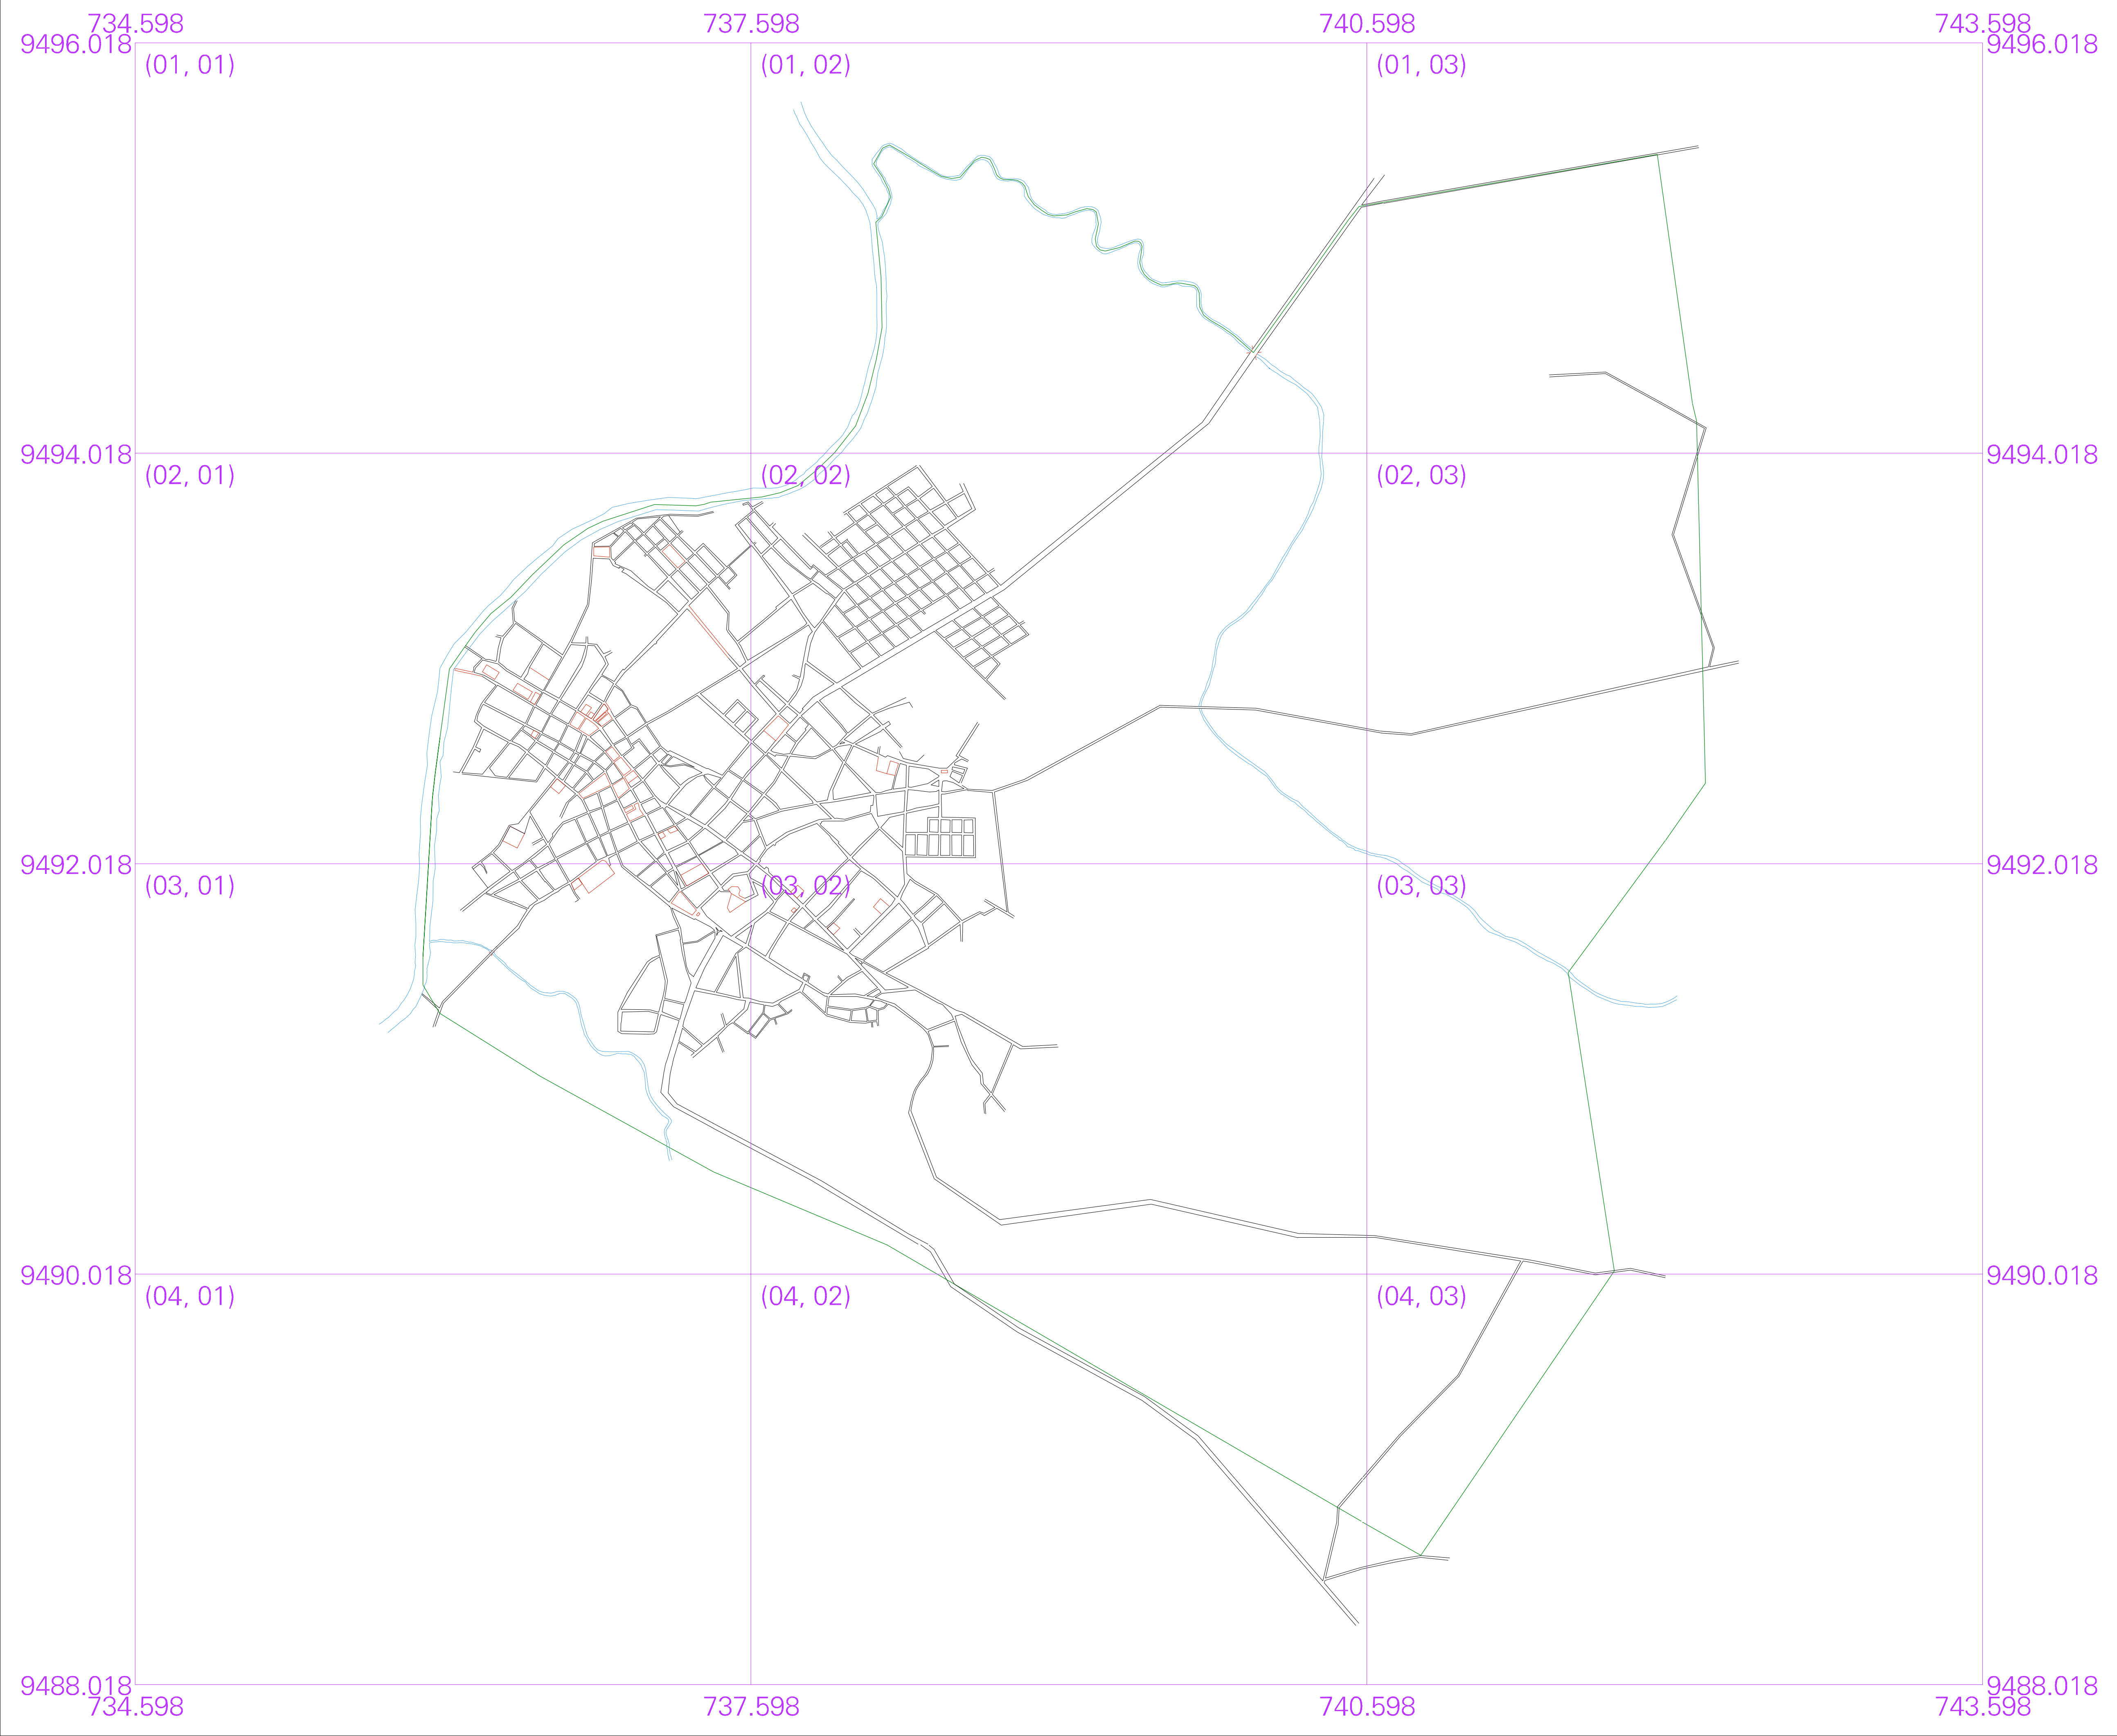 734.598 737.598 740.598 743.598
9496.018 9496.018
(01, 01) (01, 02) (01, 03)
9494.018 9494.018
(02, 01) (02, 02) (02, 03)
9492.018 9492.018
(03, 01) (03, 02) (03, 03)
9490.018 9490.018
(04, 01) (04, 02) (04, 03)
9488.018 9488.018
734.598 737.598 740.598 743.598